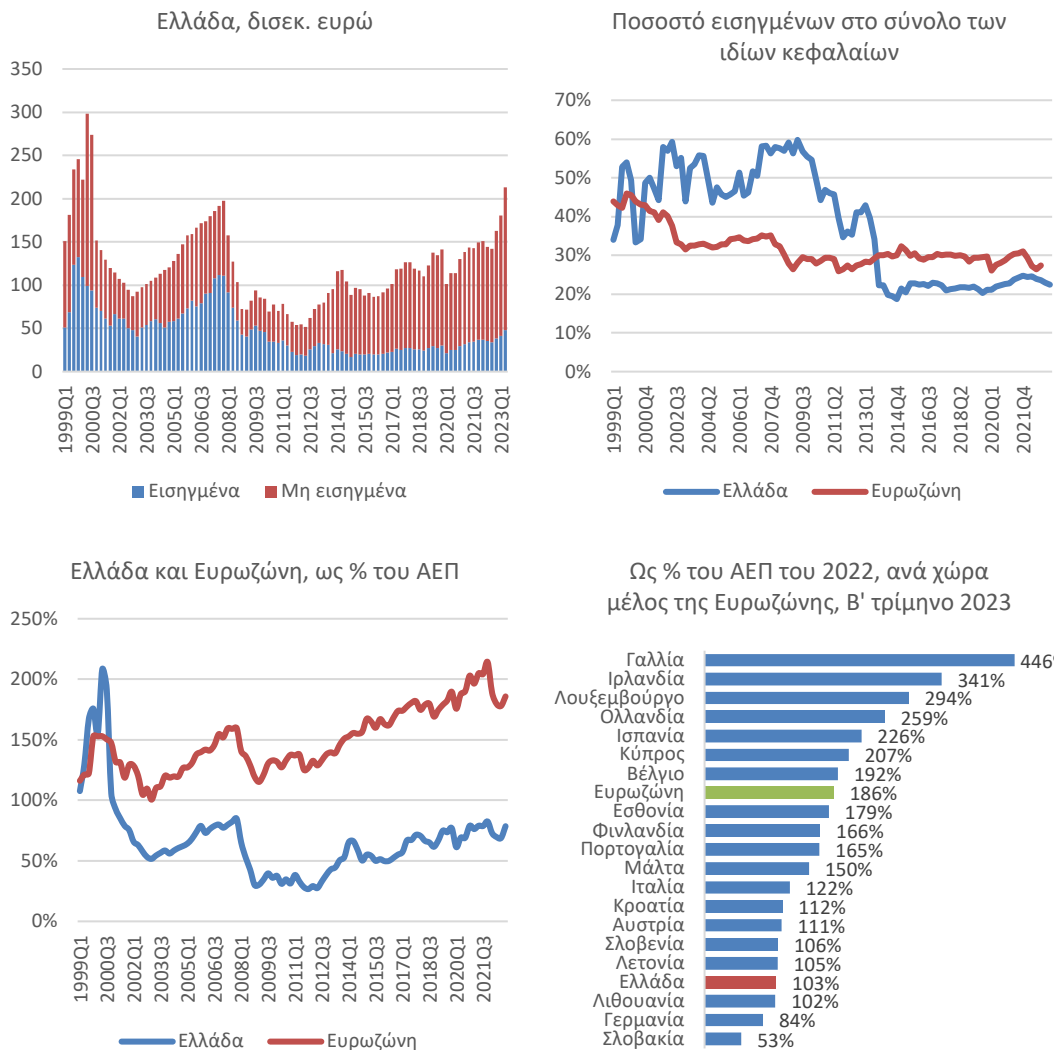 Ελλάδα, δισεκ. ευρώ
350
300
250
200
150
100
50
0
1999Q1
2000Q3
2002Q1
2003Q3
2005Q1
2006Q3
2008Q1
2009Q3
2011Q1
2012Q3
2014Q1
2015Q3
2017Q1
2018Q3
2020Q1
2021Q3
2023Q1
Εισηγμένα
Μη εισηγμένα
Ποσοστό εισηγμένων στο σύνολο των
ιδίων κεφαλαίων
70%
60%
50%
40%
30%
20%
10%
0%
1999Q1
2000Q4
2002Q3
2004Q2
2006Q1
2007Q4
2009Q3
2011Q2
2013Q1
2014Q4
2016Q3
2018Q2
2020Q1
2021Q4
Ελλάδα
Ευρωζώνη
Ελλάδα και Ευρωζώνη, ως % του ΑΕΠ
250%
200%
150%
100%
50%
0%
1999Q1
2000Q3
2002Q1
2003Q3
2005Q1
2006Q3
2008Q1
2009Q3
2011Q1
2012Q3
2014Q1
2015Q3
2017Q1
2018Q3
2020Q1
2021Q3
Ελλάδα
Ευρωζώνη
Ως % του ΑΕΠ του 2022, ανά χώρα
μέλος της Ευρωζώνης, Β' τρίμηνο 2023
Γαλλία 446%
Ιρλανδία 341%
Λουξεμβούργο 294%
Ολλανδία 259%
Ισπανία 226%
Κύπρος 207%
Βέλγιο 192%
Ευρωζώνη 186%
Εσθονία 179%
Φινλανδία 166%
Πορτογαλία 165%
Μάλτα 150%
Ιταλία 122%
Κροατία 112%
Αυστρία 111%
Σλοβενία 106%
Λετονία 105%
Ελλάδα 103%
Λιθουανία 102%
Γερμανία 84%
Σλοβακία 53%